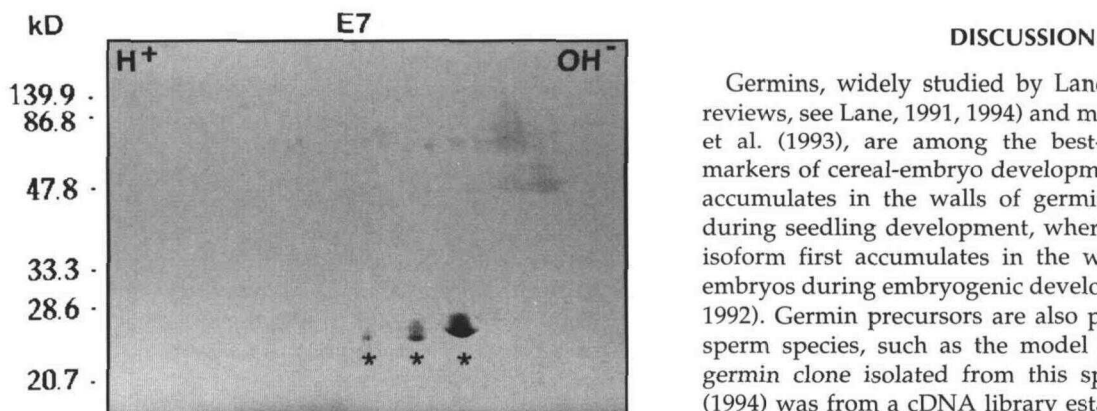 kD
E7
H+
OH-
139.9
86.8
47.8
33.3
28.6
20.7
* * *
DISCUSSION
Germins, widely studied by Lane
reviews, see Lane, 1991, 1994) and m
et al. (1993), are among the best-
markers of cereal-embryo developm
accumulates in the walls of germi
during seedling development, wher
isoform first accumulates in the w
embryos during embryogenic develo
1992). Germin precursors are also p
sperm species, such as the model
germin clone isolated from this sp
(1994) was from a cDNA library est